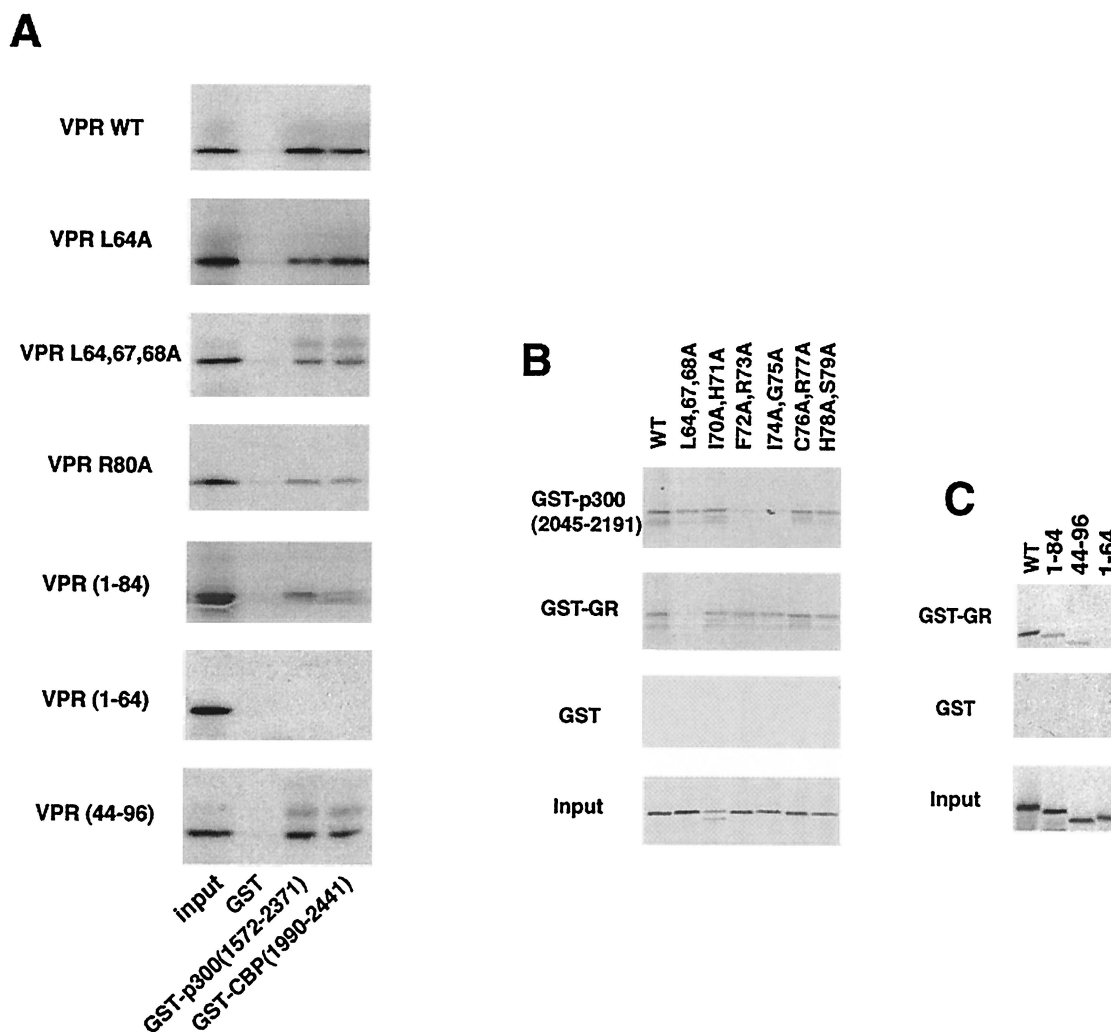 A
VPR WT
VPR L64A
VPR L64,67,68A
VPR R80A
VPR (1-84)
VPR (1-64)
VPR (44-96)
input
GST
GST-p300(1572-2371)
GST-CBP(1990-2441)
B
WT
L64,67,68A
I70A,H71A
F72A,R73A
I74A,G75A
C76A,R77A
H78A,S79A
GST-p300
(2045-2191)
GST-GR
GST
Input
C
WT
1-84
44-96
1-64
GST-GR
GST
Input